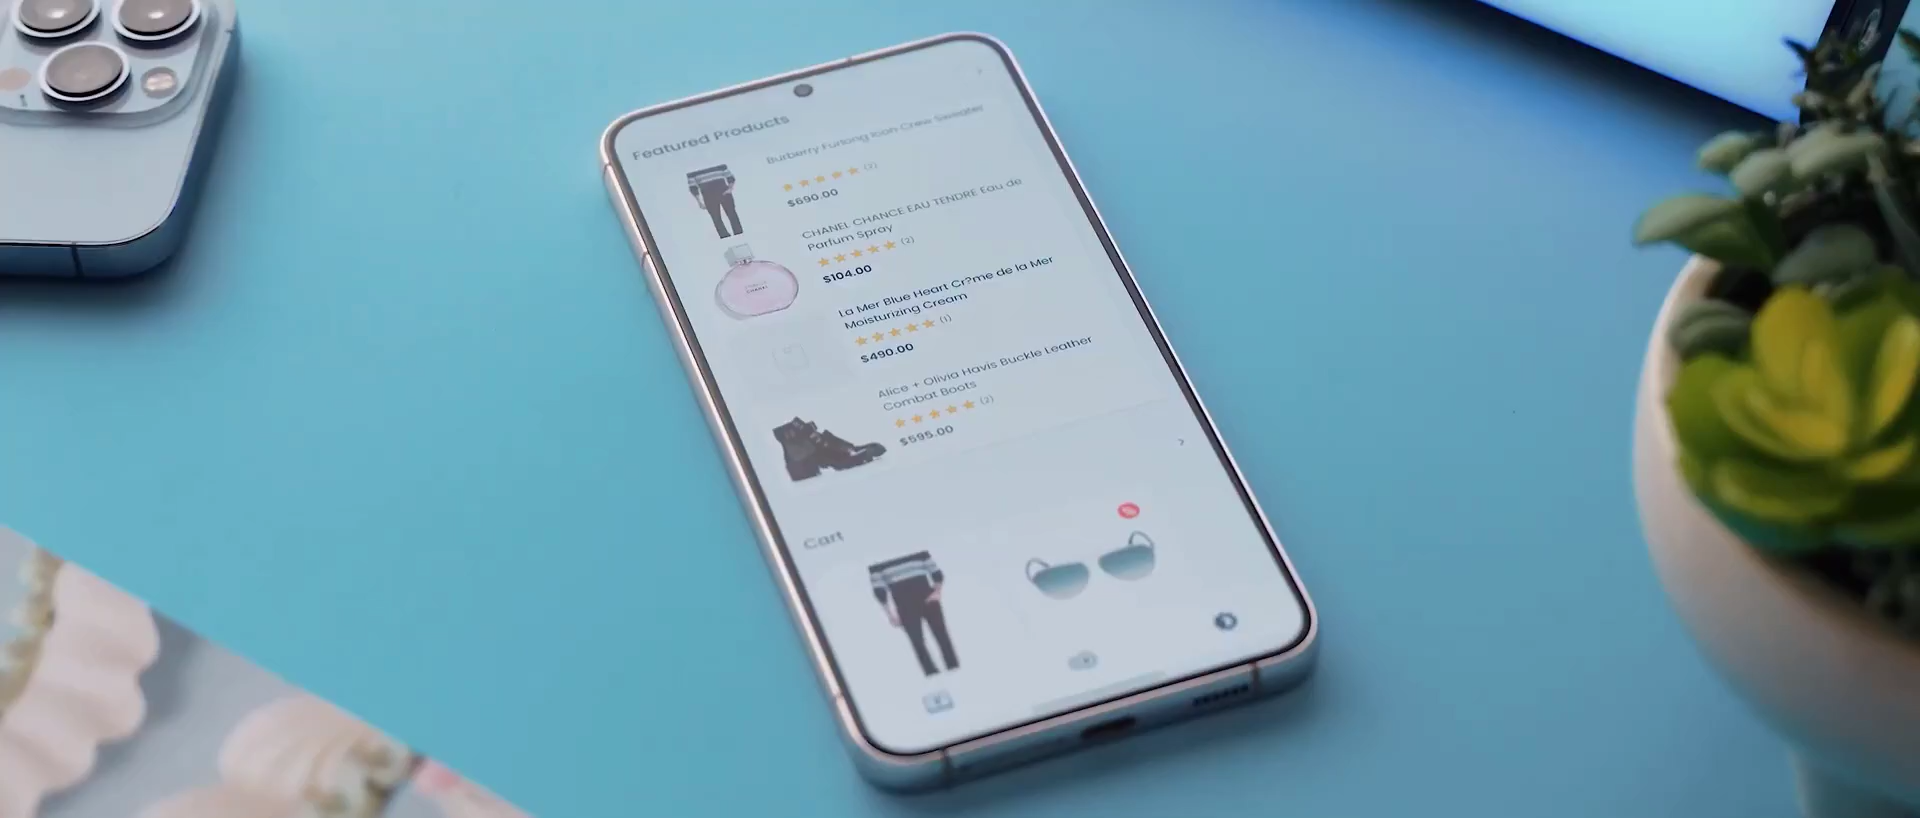 Featured Products
Burberry Furlong Icon Crew Sweater
(2)
$690.00
CHANEL CHANCE EAU TENDRE Eau de
Parfum Spray
(2)
$104.00
CHANEL
La Mer Blue Heart Cr?me de la Mer
Moisturizing Cream
(1)
$490.00
Alice + Olivia Havis Buckle Leather
Combat Boots
(2)
$595.00
Cart